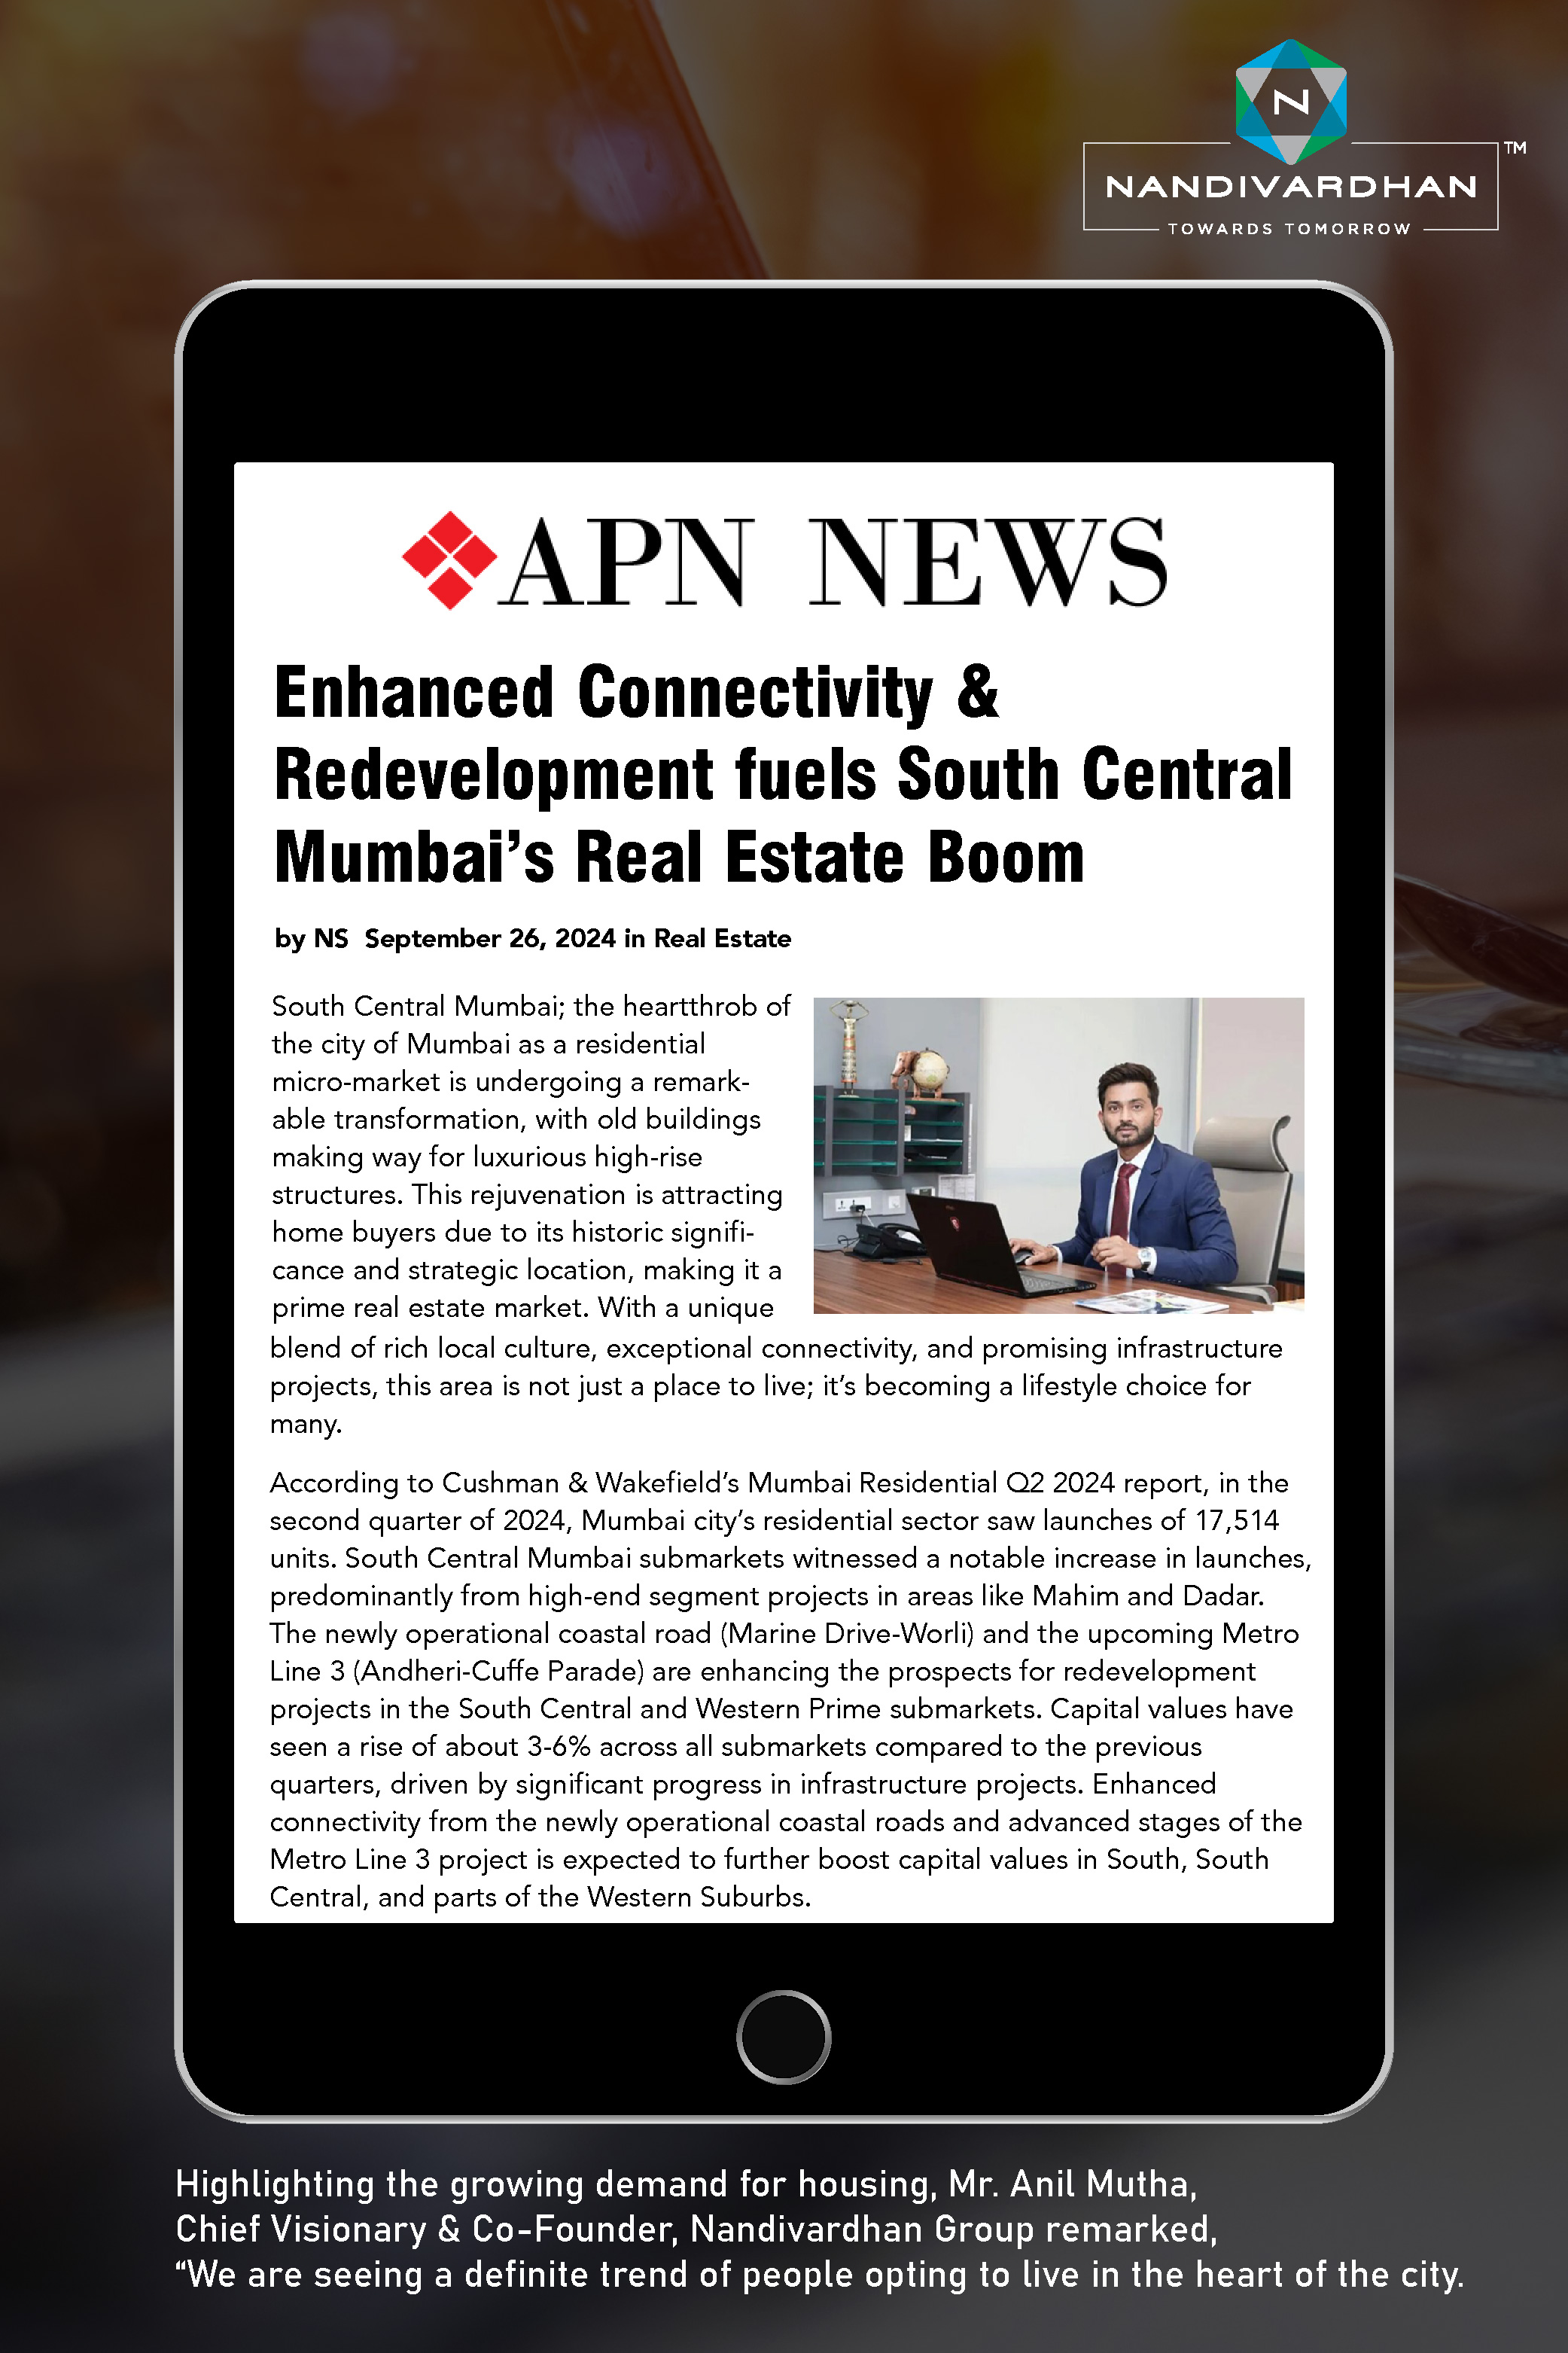 N
NANDIVARDHAN
TM
TOWARDS TOMORROW
APN NEWS
Enhanced Connectivity &
Redevelopment fuels South Central
Mumbai’s Real Estate Boom
by NS September 26, 2024 in Real Estate
South Central Mumbai; the heartthrob of
the city of Mumbai as a residential
micro-market is undergoing a remark-
able transformation, with old buildings
making way for luxurious high-rise
structures. This rejuvenation is attracting
home buyers due to its historic signifi-
cance and strategic location, making it a
prime real estate market. With a unique
blend of rich local culture, exceptional connectivity, and promising infrastructure
projects, this area is not just a place to live; it’s becoming a lifestyle choice for
many.
According to Cushman & Wakefield’s Mumbai Residential Q2 2024 report, in the
second quarter of 2024, Mumbai city’s residential sector saw launches of 17,514
units. South Central Mumbai submarkets witnessed a notable increase in launches,
predominantly from high-end segment projects in areas like Mahim and Dadar.
The newly operational coastal road (Marine Drive-Worli) and the upcoming Metro
Line 3 (Andheri-Cuffe Parade) are enhancing the prospects for redevelopment
projects in the South Central and Western Prime submarkets. Capital values have
seen a rise of about 3-6% across all submarkets compared to the previous
quarters, driven by significant progress in infrastructure projects. Enhanced
connectivity from the newly operational coastal roads and advanced stages of the
Metro Line 3 project is expected to further boost capital values in South, South
Central, and parts of the Western Suburbs.
Highlighting the growing demand for housing, Mr. Anil Mutha,
Chief Visionary & Co-Founder, Nandivardhan Group remarked,
“We are seeing a definite trend of people opting to live in the heart of the city.